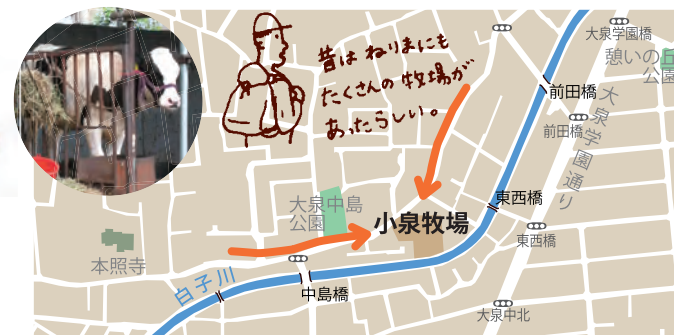 昔は ねりまにも
たくさんの 牧場が
あったらしい。
大泉学園橋
憩いの丘
公園
前田橋
前田橋
大泉学園通り
大泉中島
公園
小泉牧場
東西橋
東西橋
本照寺
白子川
中島橋
大泉中北